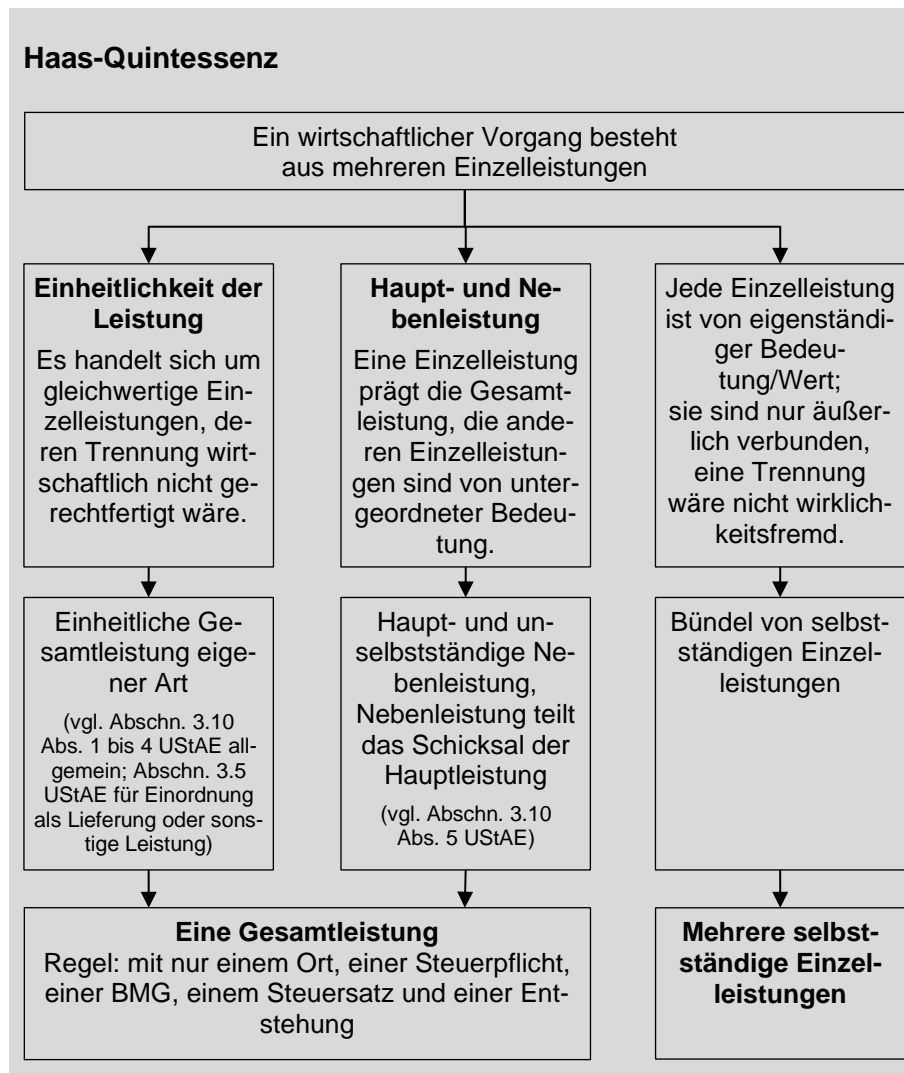 Haas-Quintessenz
Ein wirtschaftlicher Vorgang besteht
aus mehreren Einzelleistungen
Einheitlichkeit der
Leistung
Es handelt sich um
gleichwertige Ein-
zelleistungen, de-
ren Trennung wirt-
schaftlich nicht ge-
rechtfertigt wäre.
Haupt- und Ne-
benleistung
Eine Einzelleistung
prägt die Gesamt-
leistung, die ande-
ren Einzelleistun-
gen sind von unter-
geordneter Bedeu-
tung.
Jede Einzelleistung
ist von eigenständi-
ger Bedeu-
tung/Wert;
sie sind nur äußer-
lich verbunden,
eine Trennung
wäre nicht wirklich-
keitsfremd.
Einheitliche Ge-
samtleistung eige-
ner Art
(vgl. Abschn. 3.10
Abs. 1 bis 4 UStAE all-
gemein; Abschn. 3.5
UStAE für Einordnung
als Lieferung oder sons-
tige Leistung)
Haupt- und un-
selbstständige Ne-
benleistung,
Nebenleistung teilt
das Schicksal der
Hauptleistung
(vgl. Abschn. 3.10
Abs. 5 UStAE)
Bündel von selbst-
ständigen Einzel-
leistungen
Eine Gesamtleistung
Regel: mit nur einem Ort, einer Steuerpflicht,
einer BMG, einem Steuersatz und einer Ent-
stehung
Mehrere selbst-
ständige Einzel-
leistungen